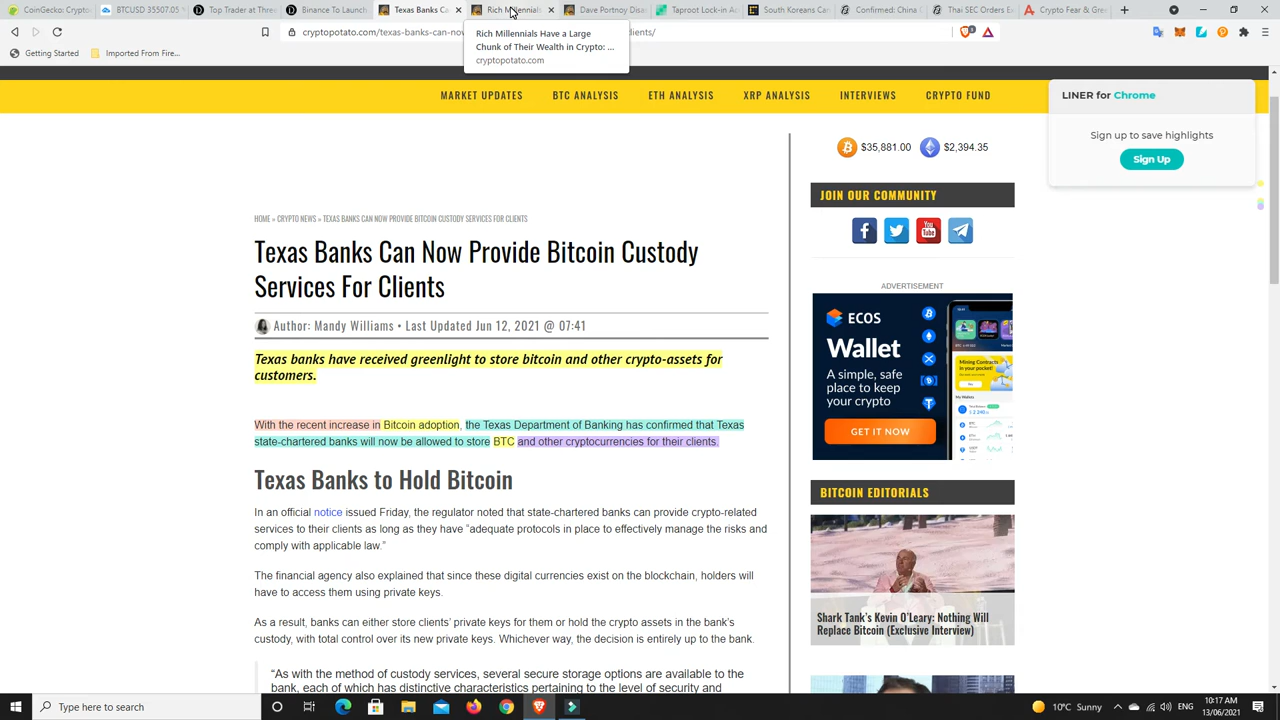 CoinGecko: Crypto
BTCUSD 35507.05
Top Trader at Three
Binance To Launch
Texas Banks Ca
Rich Millennials
Dave Portnoy Dis
Taproot Lock-in A
South Korean Cry
Confirmed: China
Confirmed: I
Thai SEC Orders E
Crypto Fear & Gre
cryptopotato.com/texas-banks-can-now
lients/
3
Rich Millennials Have a Large
Chunk of Their Wealth in Crypto: ...
cryptopotato.com
Getting Started
Imported From Fire...
MARKET UPDATES
BTC ANALYSIS
ETH ANALYSIS
XRP ANALYSIS
INTERVIEWS
CRYPTO FUND
LINER for Chrome
Sign up to save highlights
Sign Up
$35,881.00
$2,394.35
JOIN OUR COMMUNITY
You
Tube
HOME » CRYPTO NEWS » TEXAS BANKS CAN NOW PROVIDE BITCOIN CUSTODY SERVICES FOR CLIENTS
Texas Banks Can Now Provide Bitcoin Custody
Services For Clients
Author: Mandy Williams • Last Updated Jun 12, 2021 @ 07:41
Texas banks have received greenlight to store bitcoin and other crypto-assets for
customers.
With the recent increase in Bitcoin adoption, the Texas Department of Banking has confirmed that Texas
state-chartered banks will now be allowed to store BTC and other cryptocurrencies for their clients.
Texas Banks to Hold Bitcoin
In an official notice issued Friday, the regulator noted that state-chartered banks can provide crypto-related
services to their clients as long as they have “adequate protocols in place to effectively manage the risks and
comply with applicable law.”
The financial agency also explained that since these digital currencies exist on the blockchain, holders will
have to access them using private keys.
As a result, banks can either store clients’ private keys for them or hold the crypto assets in the bank’s
custody, with total control over its new private keys. Whichever way, the decision is entirely up to the bank.
“As with the method of custody services, several secure storage options are available to the
bank, each of which has distinctive characteristics pertaining to the level of security and
ADVERTISEMENT
ECOS
Wallet
A simple, safe
place to keep
your crypto
GET IT NOW
Mining Contracts
in your pocket!
BITCOIN EDITORIALS
Shark Tank’s Kevin O’Leary: Nothing Will
Replace Bitcoin (Exclusive Interview)
Type here to search
10°C Sunny
ENG
10:17 AM
13/06/2021